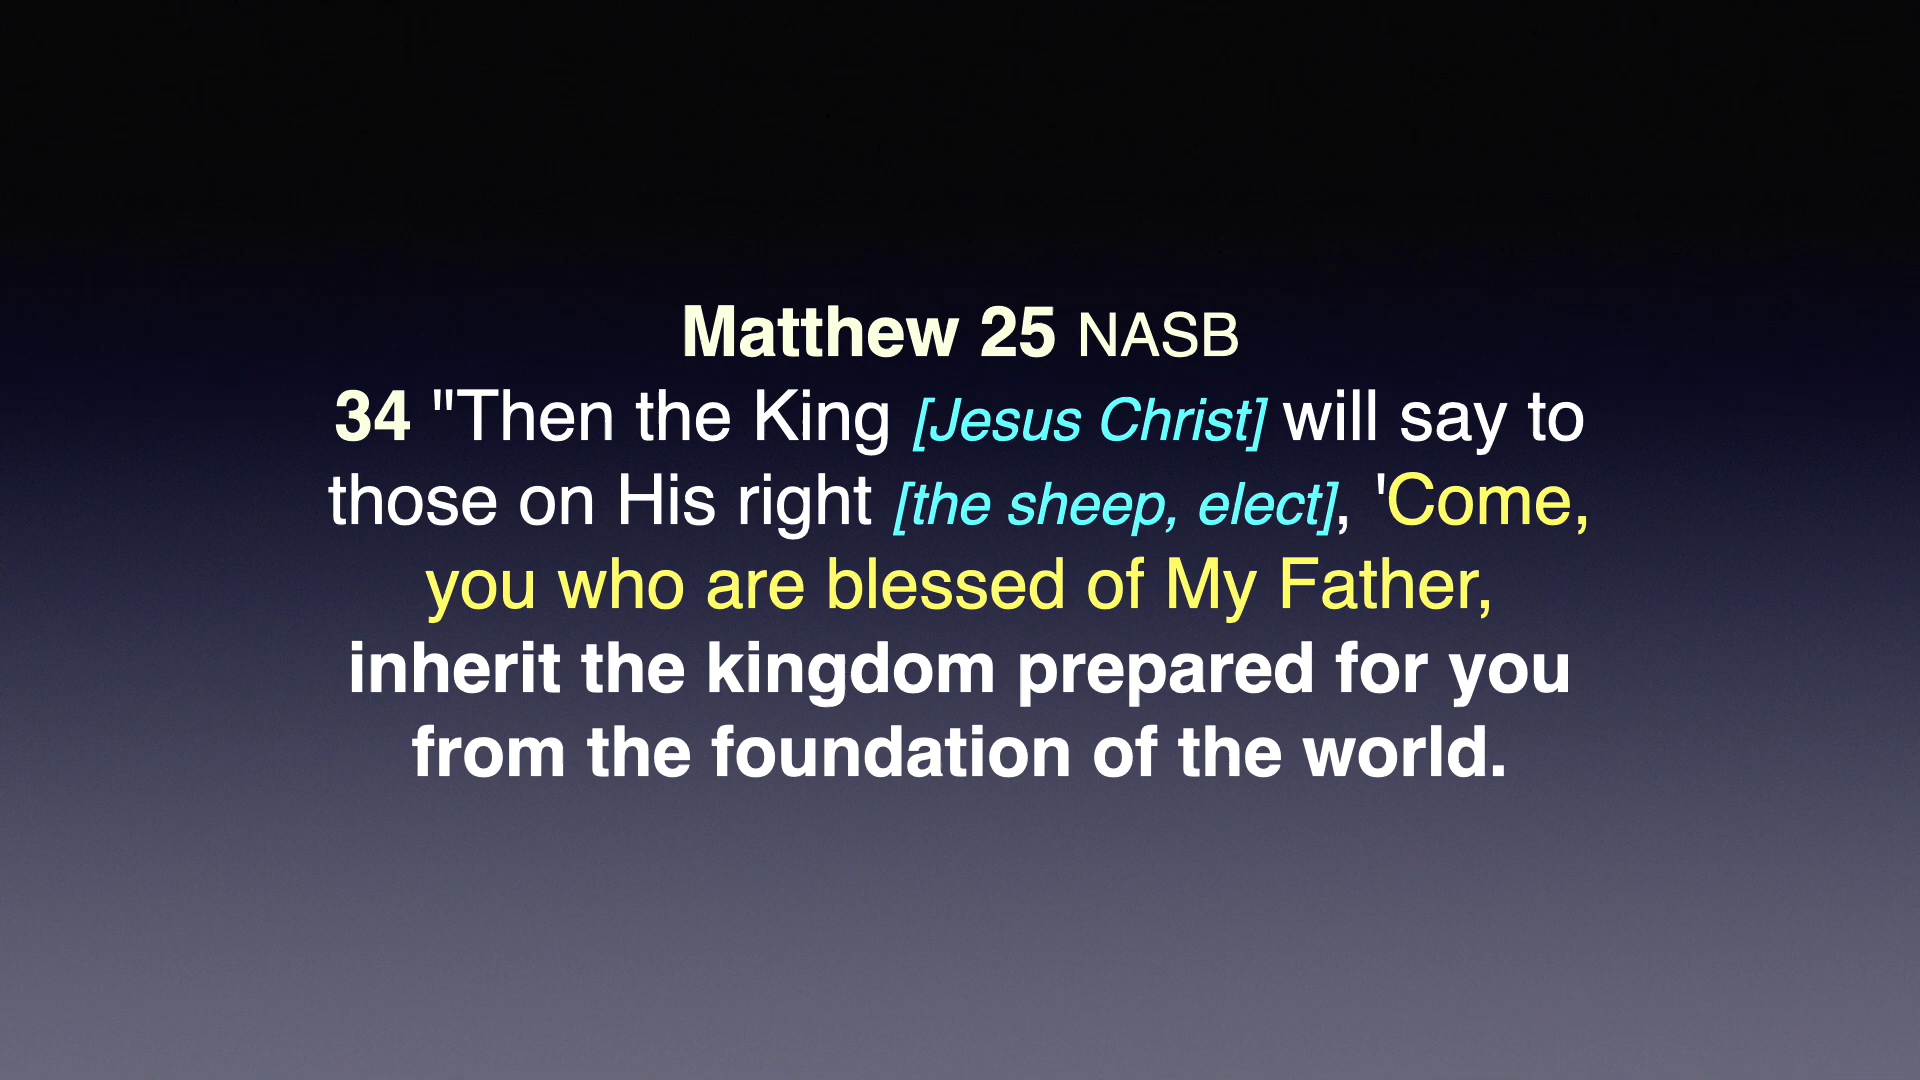 Matthew 25 NASB
34 "Then the King [Jesus Christ] will say to
those on His right [the sheep, elect], 'Come,
you who are blessed of My Father,
inherit the kingdom prepared for you
from the foundation of the world.